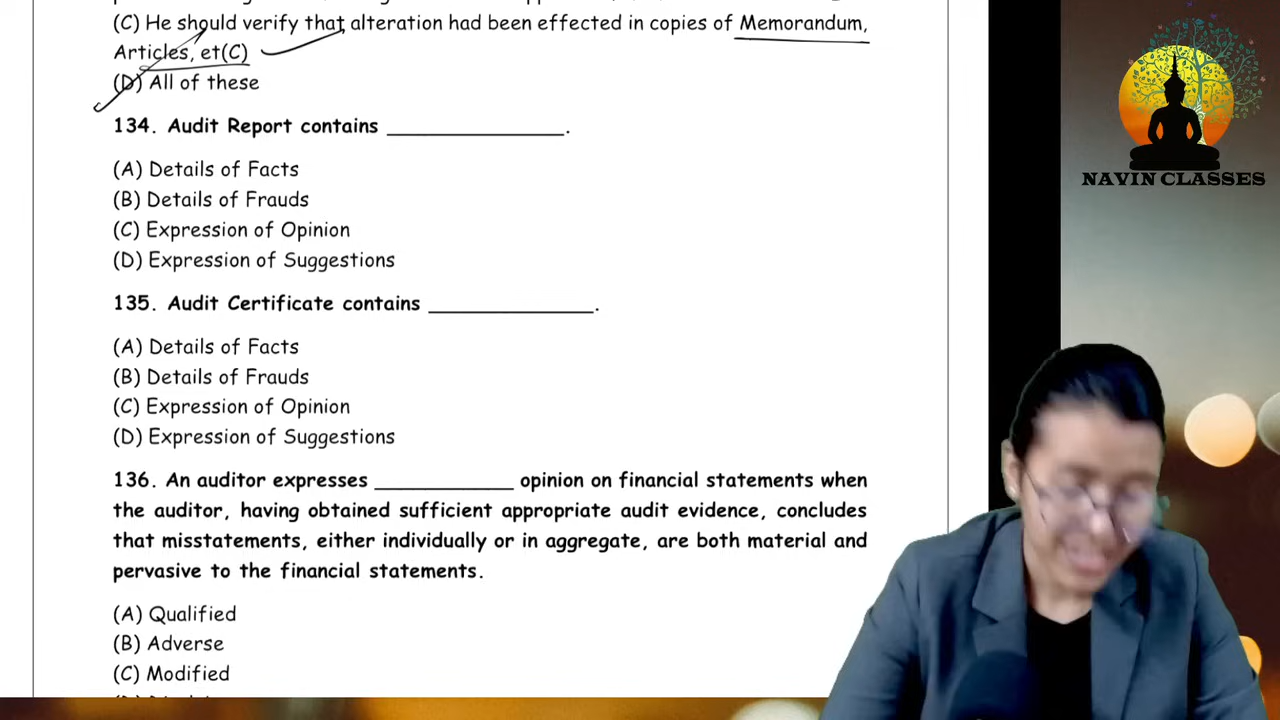 (C) He should verify that alteration had been effected in copies of Memorandum,
Articles, et(C)
(D) All of these
134. Audit Report contains _______________.
(A) Details of Facts
(B) Details of Frauds
(C) Expression of Opinion
(D) Expression of Suggestions
135. Audit Certificate contains ______________.
(A) Details of Facts
(B) Details of Frauds
(C) Expression of Opinion
(D) Expression of Suggestions
136. An auditor expresses ____________ opinion on financial statements when
the auditor, having obtained sufficient appropriate audit evidence, concludes
that misstatements, either individually or in aggregate, are both material and
pervasive to the financial statements.
(A) Qualified
(B) Adverse
(C) Modified
NAVIN CLASSES